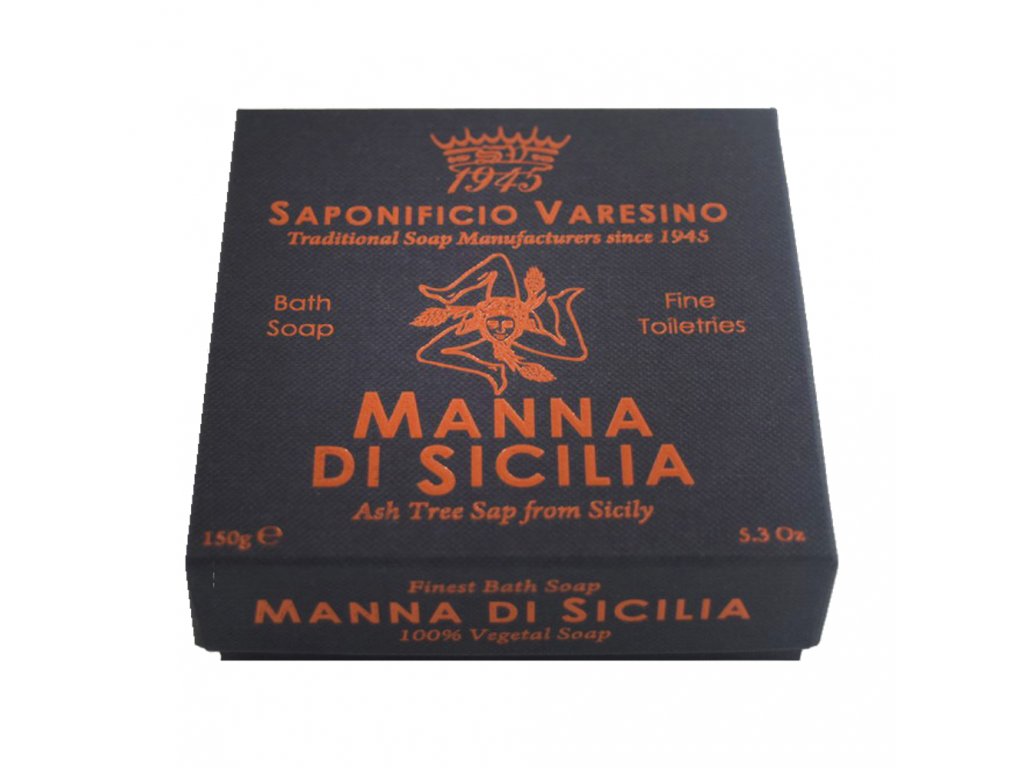 SV
1945
SAPONIFICIO VARESINO
Traditional Soap Manufacturers since 1945
Bath
Soap
Fine
Toiletries
MANNA
DI SICILIA
Ash Tree Sap from Sicily
150g ℮
5.3 Oz
Finest Bath Soap
MANNA DI SICILIA
100% Vegetal Soap